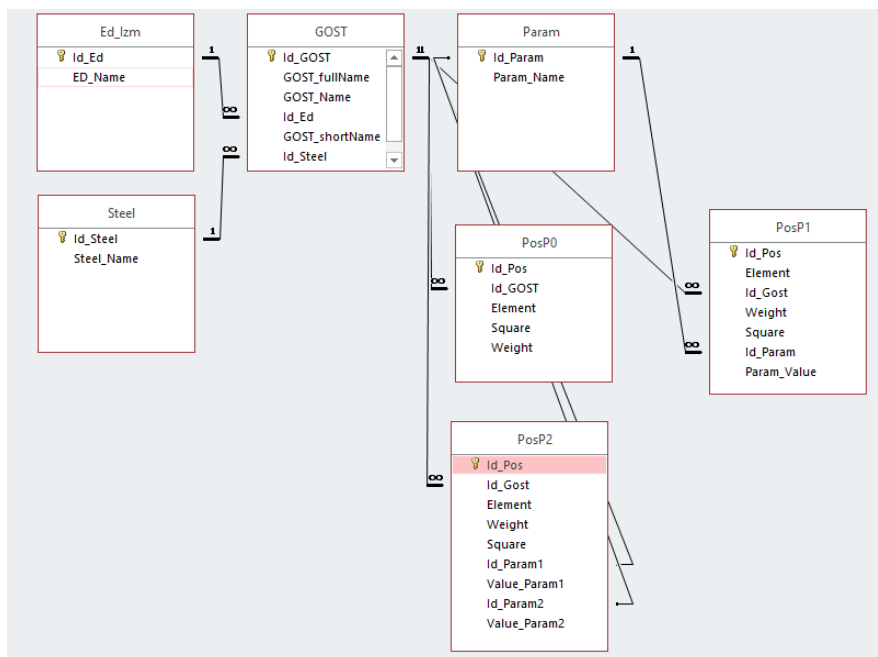 Ed_Izm
Id_Ed
ED_Name
GOST
Id_GOST
GOST_fullName
GOST_Name
Id_Ed
GOST_shortName
Id_Steel
Param
Id_Param
Param_Name
Steel
Id_Steel
Steel_Name
PosP0
Id_Pos
Id_GOST
Element
Square
Weight
PosP1
Id_Pos
Element
Id_Gost
Weight
Square
Id_Param
Param_Value
PosP2
Id_Pos
Id_Gost
Element
Weight
Square
Id_Param1
Value_Param1
Id_Param2
Value_Param2
1
∞
∞
1
1
1
1
∞
∞
∞
∞